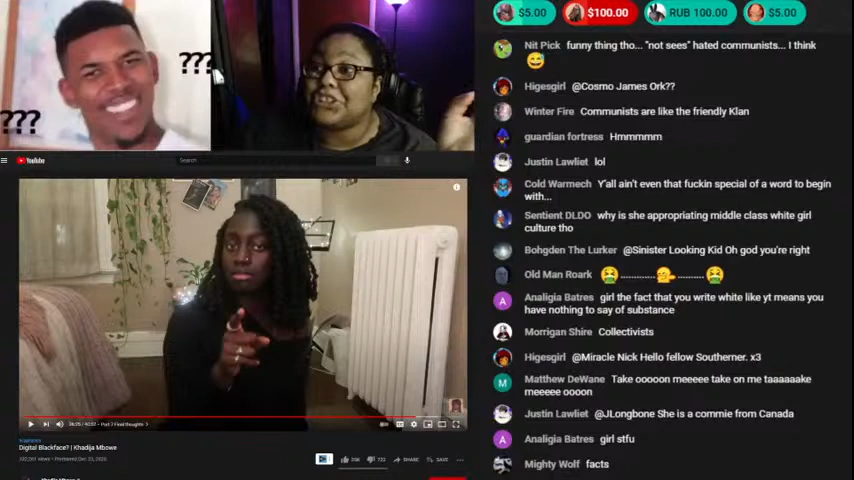 $5.00
$100.00
RUB 100.00
$5.00
???
???
Nit Pick funny thing tho... "not sees" hated communists... I think
Higesgirl @Cosmo James Ork??
Winter Fire Communists are like the friendly Klan
guardian fortress Hmmmmm
Justin Lawliet lol
Cold Warmech Y'all ain't even that fuckin special of a word to begin
with...
Sentient DLDO why is she appropriating middle class white girl
culture tho
Bohgden The Lurker @Sinister Looking Kid Oh god you're right
Old Man Roark
A Analigia Batres girl the fact that you write white like yt means you
have nothing to say of substance
Morrigan Shire Collectivists
Higesgirl @Miracle Nick Hello fellow Southerner. x3
M Matthew DeWane Take ooooon meeeee take on me taaaaaake
meeeee oooon
Justin Lawliet @JLongbone She is a commie from Canada
A Analigia Batres girl stfu
Mighty Wolf facts
YouTube
Search
Final thoughts
Digital Blackface? | Khadija Mbowe
SHARE
SAVE